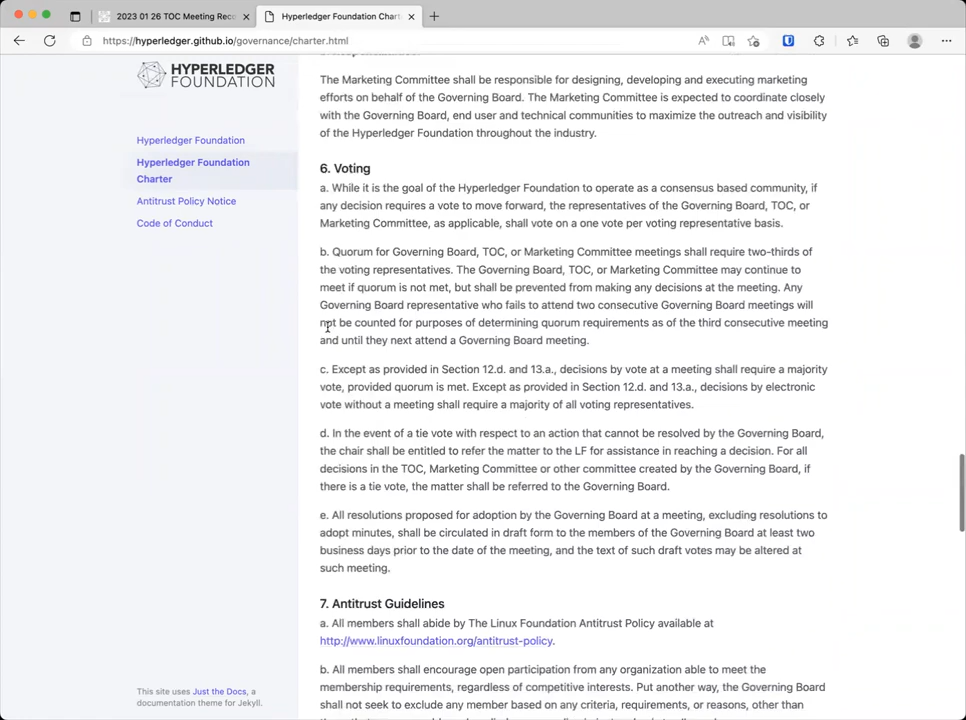 2023 01 26 TOC Meeting Rec
Hyperledger Foundation Chart
https://hyperledger.github.io/governance/charter.html
HYPERLEDGER
FOUNDATION
Hyperledger Foundation
Hyperledger Foundation
Charter
Antitrust Policy Notice
Code of Conduct
This site uses Just the Docs, a
documentation theme for Jekyll.
The Marketing Committee shall be responsible for designing, developing and executing marketing
efforts on behalf of the Governing Board. The Marketing Committee is expected to coordinate closely
with the Governing Board, end user and technical communities to maximize the outreach and visibility
of the Hyperledger Foundation throughout the industry.
6. Voting
a. While it is the goal of the Hyperledger Foundation to operate as a consensus based community, if
any decision requires a vote to move forward, the representatives of the Governing Board, TOC, or
Marketing Committee, as applicable, shall vote on a one vote per voting representative basis.
b. Quorum for Governing Board, TOC, or Marketing Committee meetings shall require two-thirds of
the voting representatives. The Governing Board, TOC, or Marketing Committee may continue to
meet if quorum is not met, but shall be prevented from making any decisions at the meeting. Any
Governing Board representative who fails to attend two consecutive Governing Board meetings will
not be counted for purposes of determining quorum requirements as of the third consecutive meeting
and until they next attend a Governing Board meeting.
c. Except as provided in Section 12.d. and 13.a., decisions by vote at a meeting shall require a majority
vote, provided quorum is met. Except as provided in Section 12.d. and 13.a., decisions by electronic
vote without a meeting shall require a majority of all voting representatives.
d. In the event of a tie vote with respect to an action that cannot be resolved by the Governing Board,
the chair shall be entitled to refer the matter to the LF for assistance in reaching a decision. For all
decisions in the TOC, Marketing Committee or other committee created by the Governing Board, if
there is a tie vote, the matter shall be referred to the Governing Board.
e. All resolutions proposed for adoption by the Governing Board at a meeting, excluding resolutions to
adopt minutes, shall be circulated in draft form to the members of the Governing Board at least two
business days prior to the date of the meeting, and the text of such draft votes may be altered at
such meeting.
7. Antitrust Guidelines
a. All members shall abide by The Linux Foundation Antitrust Policy available at
http://www.linuxfoundation.org/antitrust-policy.
b. All members shall encourage open participation from any organization able to meet the
membership requirements, regardless of competitive interests. Put another way, the Governing Board
shall not seek to exclude any member based on any criteria, requirements, or reasons, other than